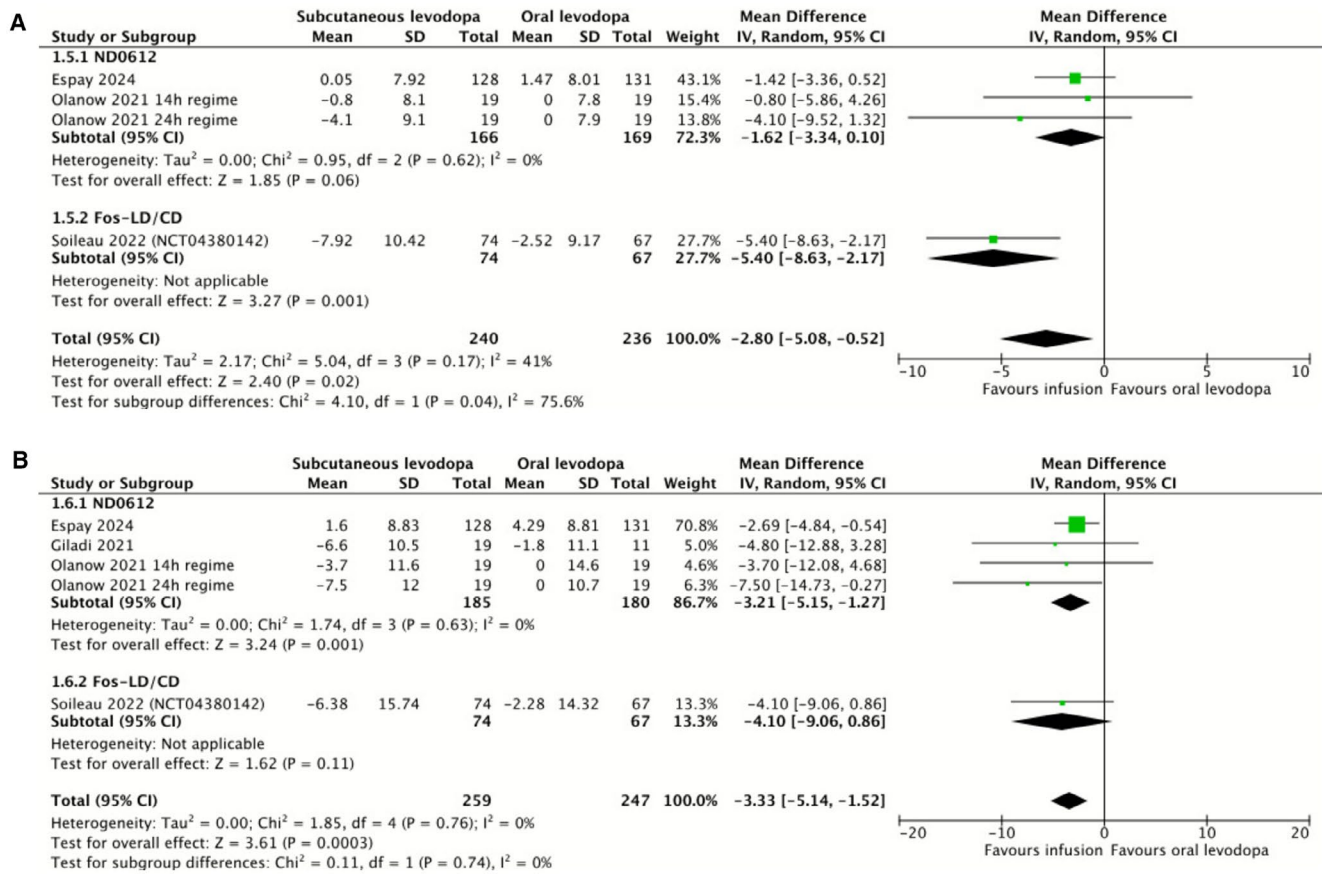 A
Subcutaneous levodopa Oral levodopa Mean Difference Mean Difference
Study or Subgroup Mean SD Total Mean SD Total Weight IV, Random, 95% CI IV, Random, 95% CI
1.5.1 ND0612
Espay 2024 0.05 7.92 128 1.47 8.01 131 43.1% −1.42 [−3.36, 0.52]
Olanow 2021 14h regime −0.8 8.1 19 0 7.8 19 15.4% −0.80 [−5.86, 4.26]
Olanow 2021 24h regime −4.1 9.1 19 0 7.9 19 13.8% −4.10 [−9.52, 1.32]
Subtotal (95% CI) 166 169 72.3% −1.62 [−3.34, 0.10]
Heterogeneity: Tau² = 0.00; Chi² = 0.95, df = 2 (P = 0.62); I² = 0%
Test for overall effect: Z = 1.85 (P = 0.06)
1.5.2 Fos−LD/CD
Soileau 2022 (NCT04380142) −7.92 10.42 74 −2.52 9.17 67 27.7% −5.40 [−8.63, −2.17]
Subtotal (95% CI) 74 67 27.7% −5.40 [−8.63, −2.17]
Heterogeneity: Not applicable
Test for overall effect: Z = 3.27 (P = 0.001)
Total (95% CI) 240 236 100.0% −2.80 [−5.08, −0.52]
Heterogeneity: Tau² = 2.17; Chi² = 5.04, df = 3 (P = 0.17); I² = 41%
Test for overall effect: Z = 2.40 (P = 0.02)
Test for subgroup differences: Chi² = 4.10, df = 1 (P = 0.04), I² = 75.6%
−10 −5 0 5 10
Favours infusion Favours oral levodopa
B
Subcutaneous levodopa Oral levodopa Mean Difference Mean Difference
Study or Subgroup Mean SD Total Mean SD Total Weight IV, Random, 95% CI IV, Random, 95% CI
1.6.1 ND0612
Espay 2024 1.6 8.83 128 4.29 8.81 131 70.8% −2.69 [−4.84, −0.54]
Giladi 2021 −6.6 10.5 19 −1.8 11.1 11 5.0% −4.80 [−12.88, 3.28]
Olanow 2021 14h regime −3.7 11.6 19 0 14.6 19 4.6% −3.70 [−12.08, 4.68]
Olanow 2021 24h regime −7.5 12 19 0 10.7 19 6.3% −7.50 [−14.73, −0.27]
Subtotal (95% CI) 185 180 86.7% −3.21 [−5.15, −1.27]
Heterogeneity: Tau² = 0.00; Chi² = 1.74, df = 3 (P = 0.63); I² = 0%
Test for overall effect: Z = 3.24 (P = 0.001)
1.6.2 Fos−LD/CD
Soileau 2022 (NCT04380142) −6.38 15.74 74 −2.28 14.32 67 13.3% −4.10 [−9.06, 0.86]
Subtotal (95% CI) 74 67 13.3% −4.10 [−9.06, 0.86]
Heterogeneity: Not applicable
Test for overall effect: Z = 1.62 (P = 0.11)
Total (95% CI) 259 247 100.0% −3.33 [−5.14, −1.52]
Heterogeneity: Tau² = 0.00; Chi² = 1.85, df = 4 (P = 0.76); I² = 0%
Test for overall effect: Z = 3.61 (P = 0.0003)
Test for subgroup differences: Chi² = 0.11, df = 1 (P = 0.74), I² = 0%
−20 −10 0 10 20
Favours infusion Favours oral levodopa